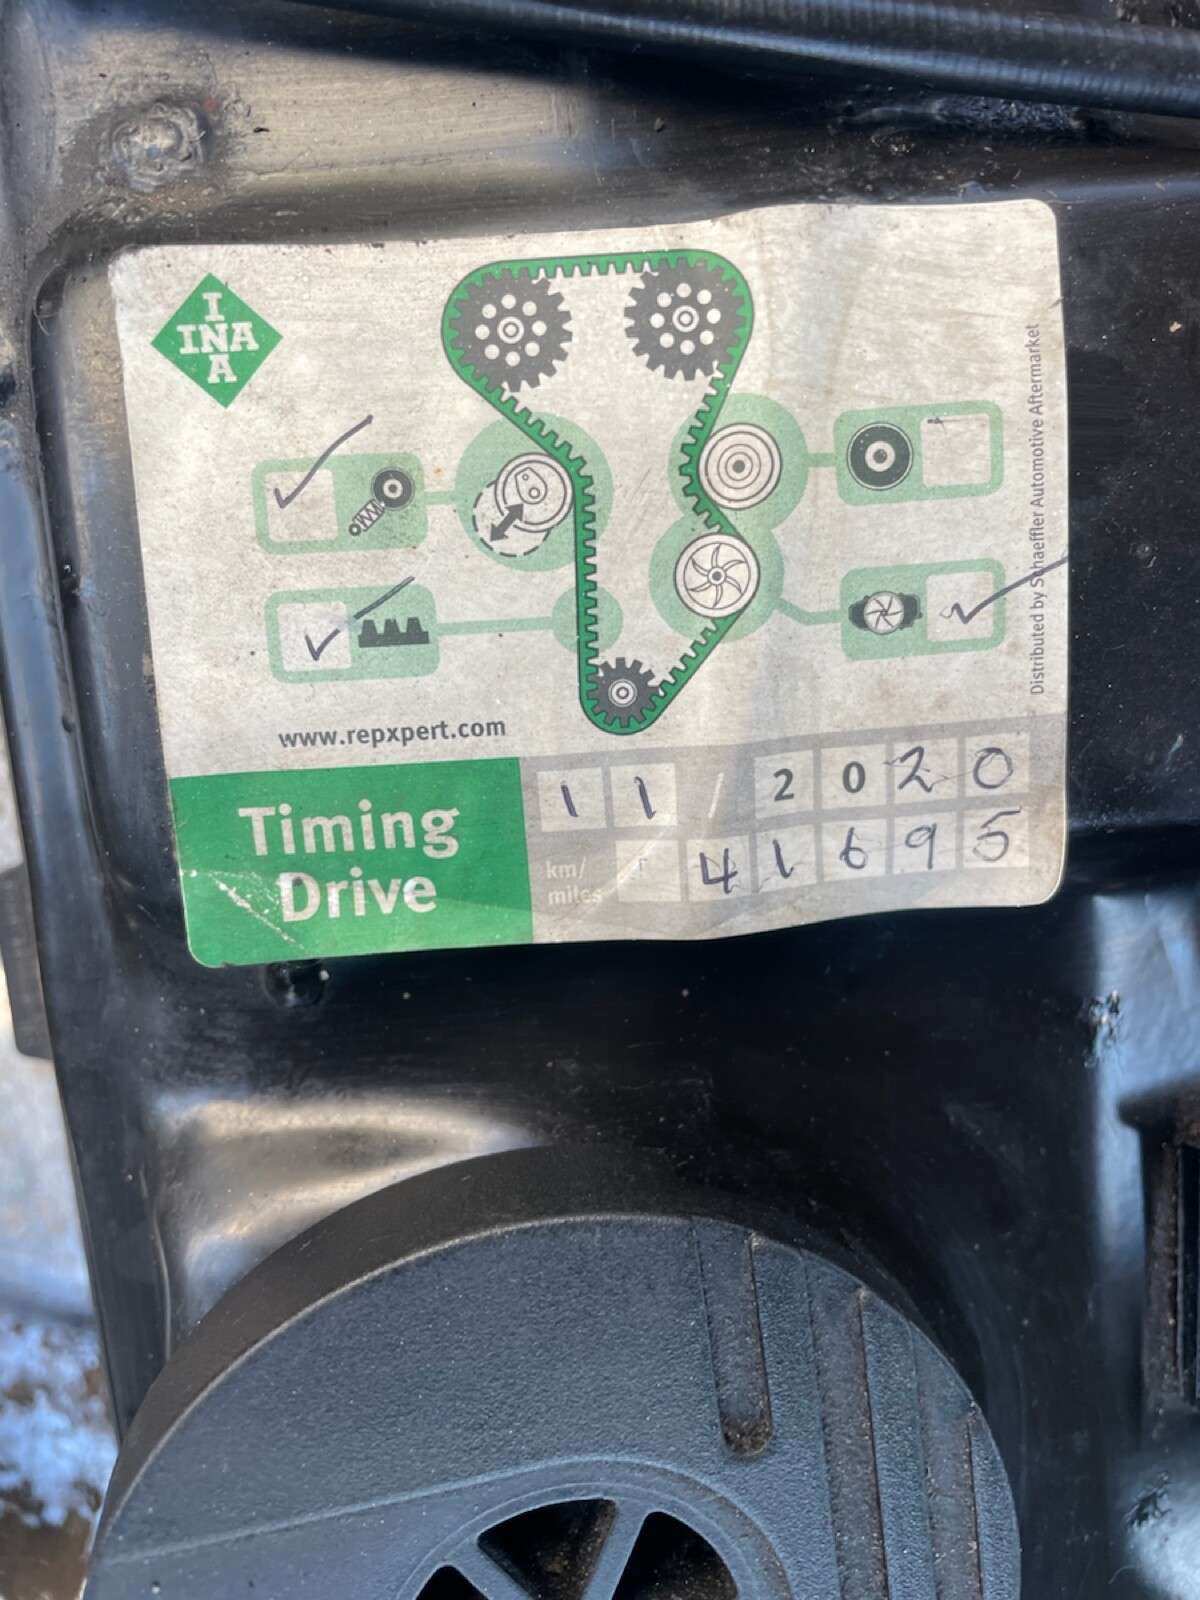 I
INA
A
Distributed by Schaeffler Automotive Aftermarket
www.repxpert.com
Timing
Drive
11/2020
km/
miles
41695